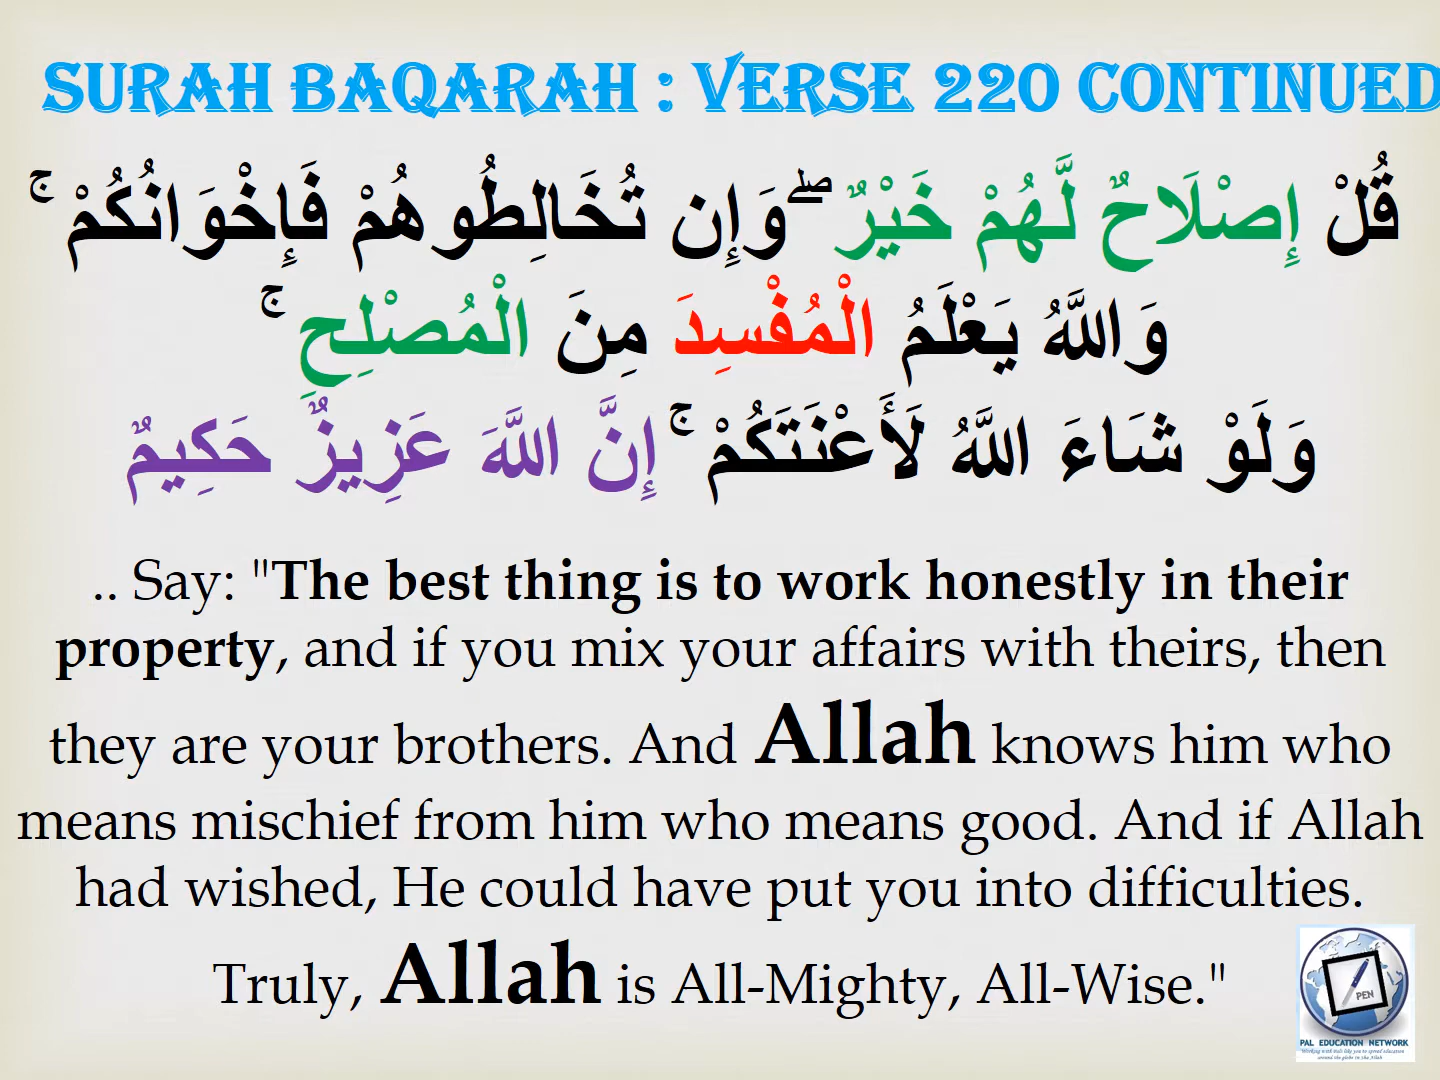 SURAH BAQARAH : VERSE 220 CONTINUED
قُلْ إِصْلَاحٌ لَّهُمْ خَيْرٌ ۖ وَإِن تُخَالِطُوهُمْ فَإِخْوَانُكُمْ ۚ
وَاللَّهُ يَعْلَمُ الْمُفْسِدَ مِنَ الْمُصْلِحِ ۚ
وَلَوْ شَاءَ اللَّهُ لَأَعْنَتَكُمْ ۚ إِنَّ اللَّهَ عَزِيزٌ حَكِيمٌ
.. Say: "The best thing is to work honestly in their
property, and if you mix your affairs with theirs, then
they are your brothers. And Allah knows him who
means mischief from him who means good. And if Allah
had wished, He could have put you into difficulties.
Truly, Allah is All-Mighty, All-Wise."
PEN
PAL EDUCATION NETWORK